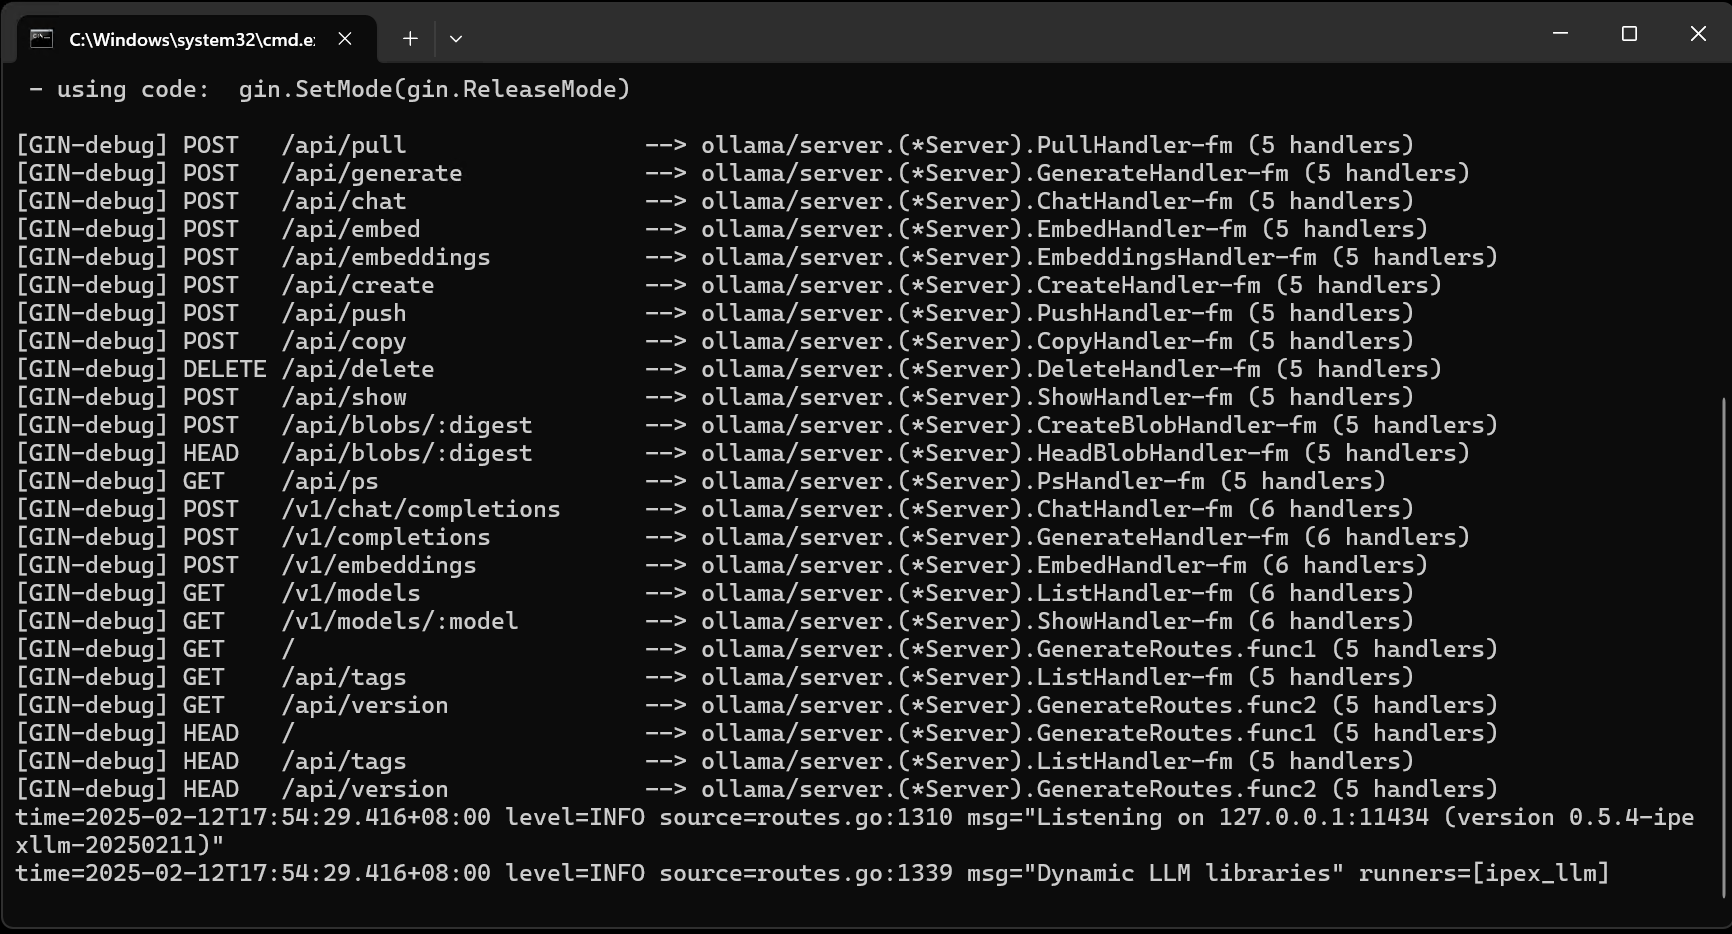 C:\Windows\system32\cmd.e
- using code:  gin.SetMode(gin.ReleaseMode)
[GIN-debug] POST   /api/pull                 --> ollama/server.(*Server).PullHandler-fm (5 handlers)
[GIN-debug] POST   /api/generate             --> ollama/server.(*Server).GenerateHandler-fm (5 handlers)
[GIN-debug] POST   /api/chat                 --> ollama/server.(*Server).ChatHandler-fm (5 handlers)
[GIN-debug] POST   /api/embed                --> ollama/server.(*Server).EmbedHandler-fm (5 handlers)
[GIN-debug] POST   /api/embeddings           --> ollama/server.(*Server).EmbeddingsHandler-fm (5 handlers)
[GIN-debug] POST   /api/create               --> ollama/server.(*Server).CreateHandler-fm (5 handlers)
[GIN-debug] POST   /api/push                 --> ollama/server.(*Server).PushHandler-fm (5 handlers)
[GIN-debug] POST   /api/copy                 --> ollama/server.(*Server).CopyHandler-fm (5 handlers)
[GIN-debug] DELETE /api/delete               --> ollama/server.(*Server).DeleteHandler-fm (5 handlers)
[GIN-debug] POST   /api/show                 --> ollama/server.(*Server).ShowHandler-fm (5 handlers)
[GIN-debug] POST   /api/blobs/:digest        --> ollama/server.(*Server).CreateBlobHandler-fm (5 handlers)
[GIN-debug] HEAD   /api/blobs/:digest        --> ollama/server.(*Server).HeadBlobHandler-fm (5 handlers)
[GIN-debug] GET    /api/ps                   --> ollama/server.(*Server).PsHandler-fm (5 handlers)
[GIN-debug] POST   /v1/chat/completions      --> ollama/server.(*Server).ChatHandler-fm (6 handlers)
[GIN-debug] POST   /v1/completions           --> ollama/server.(*Server).GenerateHandler-fm (6 handlers)
[GIN-debug] POST   /v1/embeddings            --> ollama/server.(*Server).EmbedHandler-fm (6 handlers)
[GIN-debug] GET    /v1/models                --> ollama/server.(*Server).ListHandler-fm (6 handlers)
[GIN-debug] GET    /v1/models/:model         --> ollama/server.(*Server).ShowHandler-fm (6 handlers)
[GIN-debug] GET    /                         --> ollama/server.(*Server).GenerateRoutes.func1 (5 handlers)
[GIN-debug] GET    /api/tags                 --> ollama/server.(*Server).ListHandler-fm (5 handlers)
[GIN-debug] GET    /api/version              --> ollama/server.(*Server).GenerateRoutes.func2 (5 handlers)
[GIN-debug] HEAD   /                         --> ollama/server.(*Server).GenerateRoutes.func1 (5 handlers)
[GIN-debug] HEAD   /api/tags                 --> ollama/server.(*Server).ListHandler-fm (5 handlers)
[GIN-debug] HEAD   /api/version              --> ollama/server.(*Server).GenerateRoutes.func2 (5 handlers)
time=2025-02-12T17:54:29.416+08:00 level=INFO source=routes.go:1310 msg="Listening on 127.0.0.1:11434 (version 0.5.4-ipe
xllm-20250211)"
time=2025-02-12T17:54:29.416+08:00 level=INFO source=routes.go:1339 msg="Dynamic LLM libraries" runners=[ipex_llm]